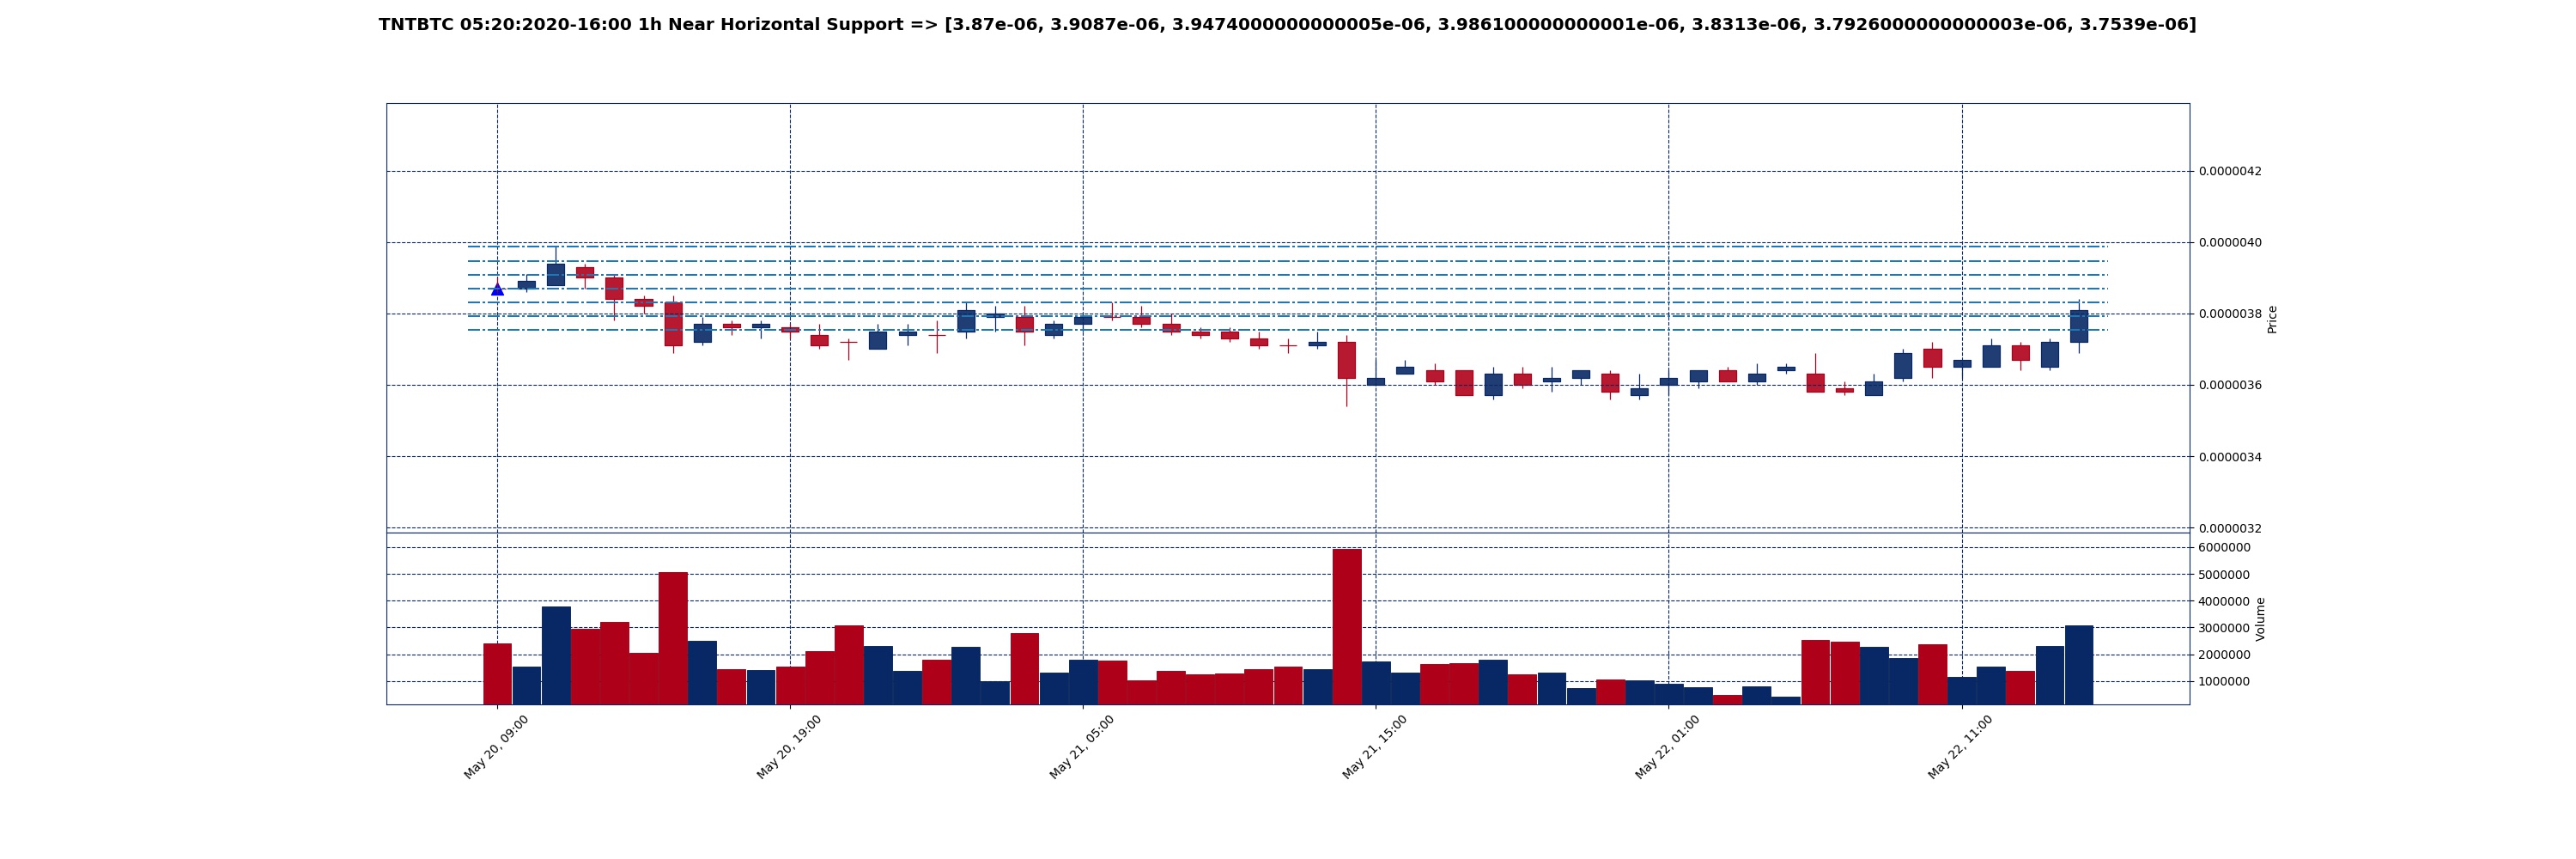 TNTBTC 05:20:2020-16:00 1h Near Horizontal Support => [3.87e-06, 3.9087e-06, 3.9474000000000005e-06, 3.986100000000001e-06, 3.8313e-06, 3.7926000000000003e-06, 3.7539e-06]
0.0000042
0.0000040
0.0000038
Price
0.0000036
0.0000034
0.0000032
6000000
5000000
4000000
3000000
Volume
2000000
1000000
May 20, 09:00
May 20, 19:00
May 21, 05:00
May 21, 15:00
May 22, 01:00
May 22, 11:00